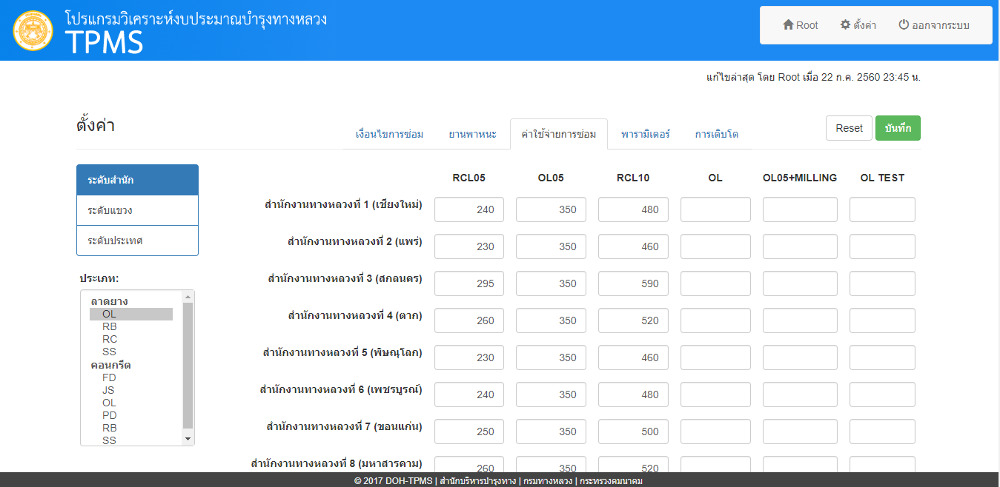 โปรแกรมวิเคราะห์งบประมาณบำรุงทางหลวง
TPMS
Root ตั้งค่า ออกจากระบบ
แก้ไขล่าสุด โดย Root เมื่อ 22 ก.ค. 2560 23:45 น.
ตั้งค่า
เงื่อนไขการซ่อม ยานพาหนะ ค่าใช้จ่ายการซ่อม พารามิเตอร์ การเติบโต
Reset บันทึก
ระดับสำนัก
ระดับแขวง
ระดับประเทศ
ประเภท:
ลาดยาง
OL
RB
RC
SS
คอนกรีต
FD
JS
OL
PD
RB
SS
RCL05 OL05 RCL10 OL OL05+MILLING OL TEST
สำนักงานทางหลวงที่ 1 (เชียงใหม่) 240 350 480
สำนักงานทางหลวงที่ 2 (แพร่) 230 350 460
สำนักงานทางหลวงที่ 3 (สกลนคร) 295 350 590
สำนักงานทางหลวงที่ 4 (ตาก) 260 350 520
สำนักงานทางหลวงที่ 5 (พิษณุโลก) 230 350 460
สำนักงานทางหลวงที่ 6 (เพชรบูรณ์) 240 350 480
สำนักงานทางหลวงที่ 7 (ขอนแก่น) 250 350 500
สำนักงานทางหลวงที่ 8 (มหาสารคาม) 260 350 520
© 2017 DOH-TPMS | สำนักบริหารบำรุงทาง | กรมทางหลวง | กระทรวงคมนาคม